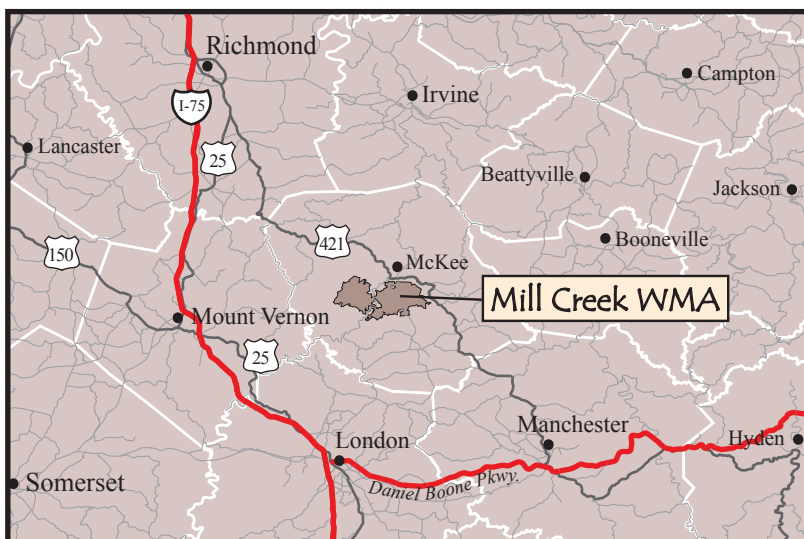 Richmond
Campton
Irvine
I-75
Lancaster
25
Beattyville
Jackson
421
Booneville
150
McKee
Mill Creek WMA
Mount Vernon
25
Manchester
London
Hyden
Daniel Boone Pkwy.
Somerset